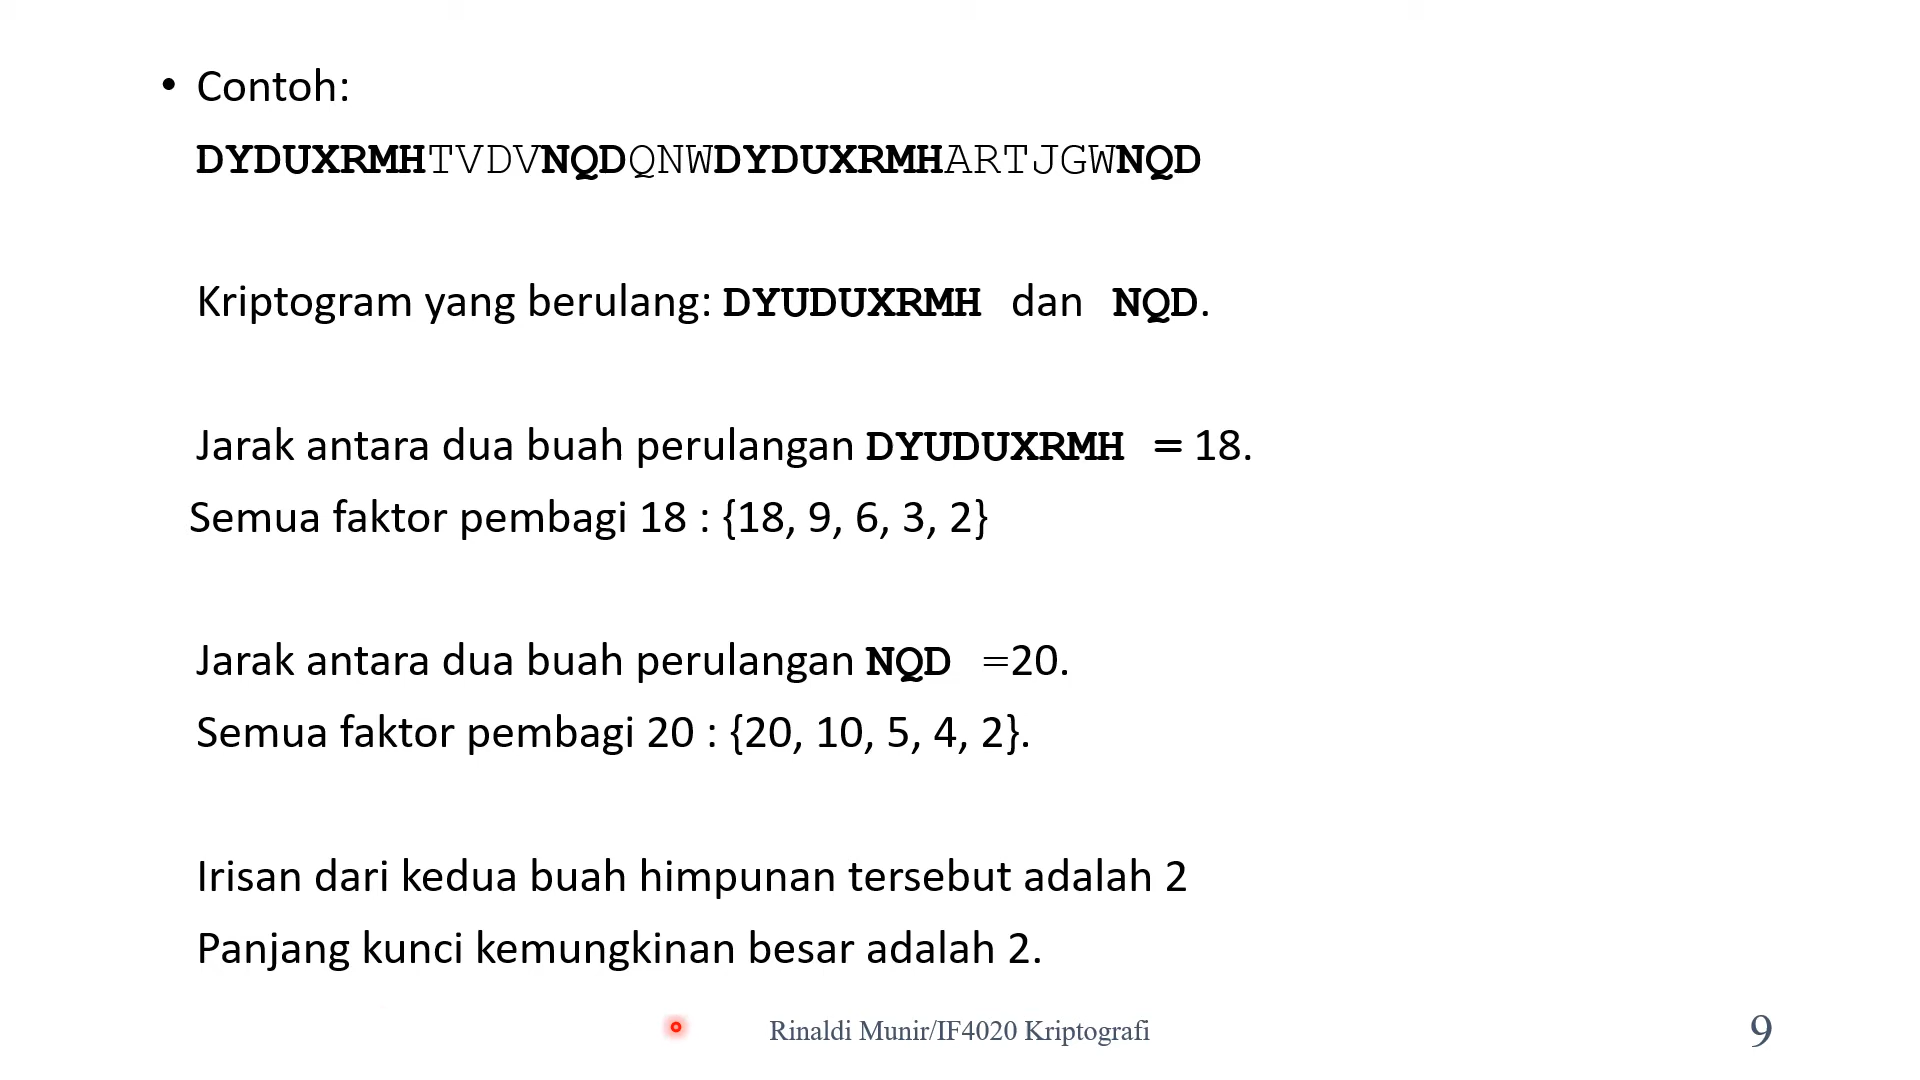 • Contoh:
DYDUXRMHTVDVNQDQNWDYDUXRMHARTJGWNQD
Kriptogram yang berulang: DYUDUXRMH dan NQD.
Jarak antara dua buah perulangan DYUDUXRMH = 18.
Semua faktor pembagi 18 : {18, 9, 6, 3, 2}
Jarak antara dua buah perulangan NQD =20.
Semua faktor pembagi 20 : {20, 10, 5, 4, 2}.
Irisan dari kedua buah himpunan tersebut adalah 2
Panjang kunci kemungkinan besar adalah 2.
Rinaldi Munir/IF4020 Kriptografi
9